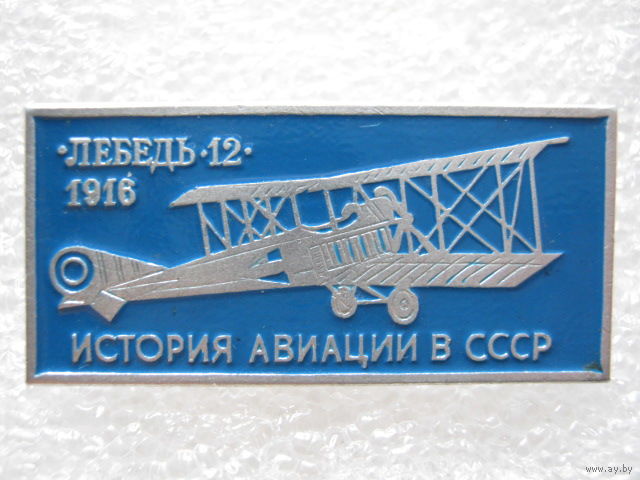 ·ЛЕБЕДЬ·12·
1916
ИСТОРИЯ АВИАЦИИ В СССР
© www.ay.by